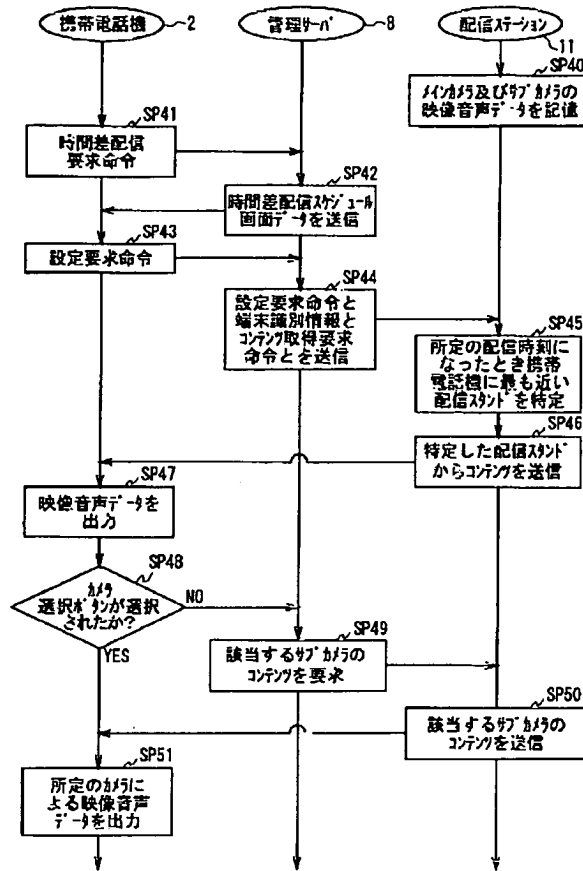 携帯電話機
2
管理サーバ
8
配信ステーション
11
SP40
メインカメラ及びサブカメラの
映像音声データを記憶
SP41
時間差配信
要求命令
SP42
時間差配信スケジュール
画面データを送信
SP43
設定要求命令
SP44
設定要求命令と
端末識別情報と
コンテンツ取得要求
命令とを送信
SP45
所定の配信時刻に
なったとき携帯
電話機に最も近い
配信スタンドを特定
SP46
特定した配信スタンド
からコンテンツを送信
SP47
映像音声データを
出力
SP48
カメラ
選択ボタンが選択
されたか?
NO
YES
SP49
該当するサブカメラの
コンテンツを要求
SP50
該当するサブカメラの
コンテンツを送信
SP51
所定のカメラに
よる映像音声
データを出力